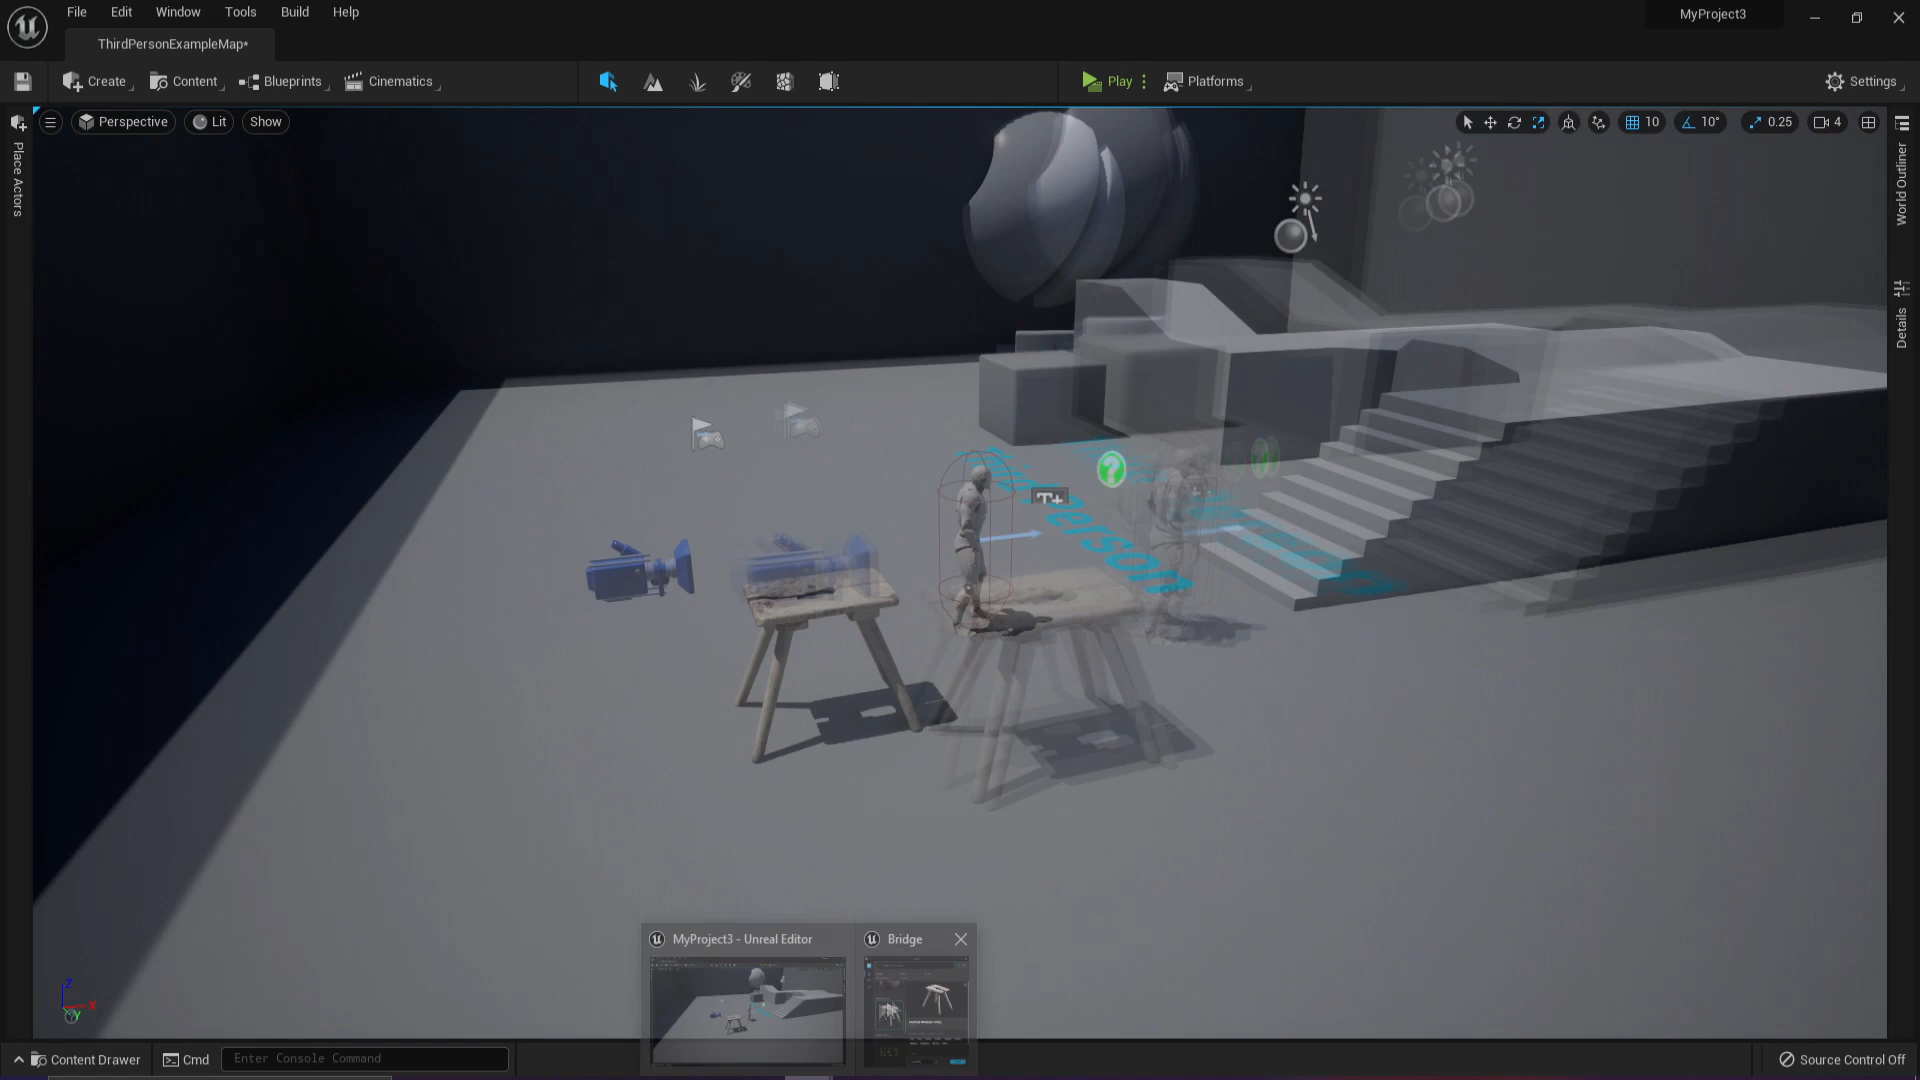 File Edit Window Tools Build Help
MyProject3
ThirdPersonExampleMap*
Create Content Blueprints Cinematics Play Platforms Settings
Perspective Lit Show 10 10° 0.25 4
Place Actors
World Outliner
Details
T+
?
Person
MyProject3 - Unreal Editor Bridge
Z
X
Y
Content Drawer Cmd Enter Console Command Source Control Off